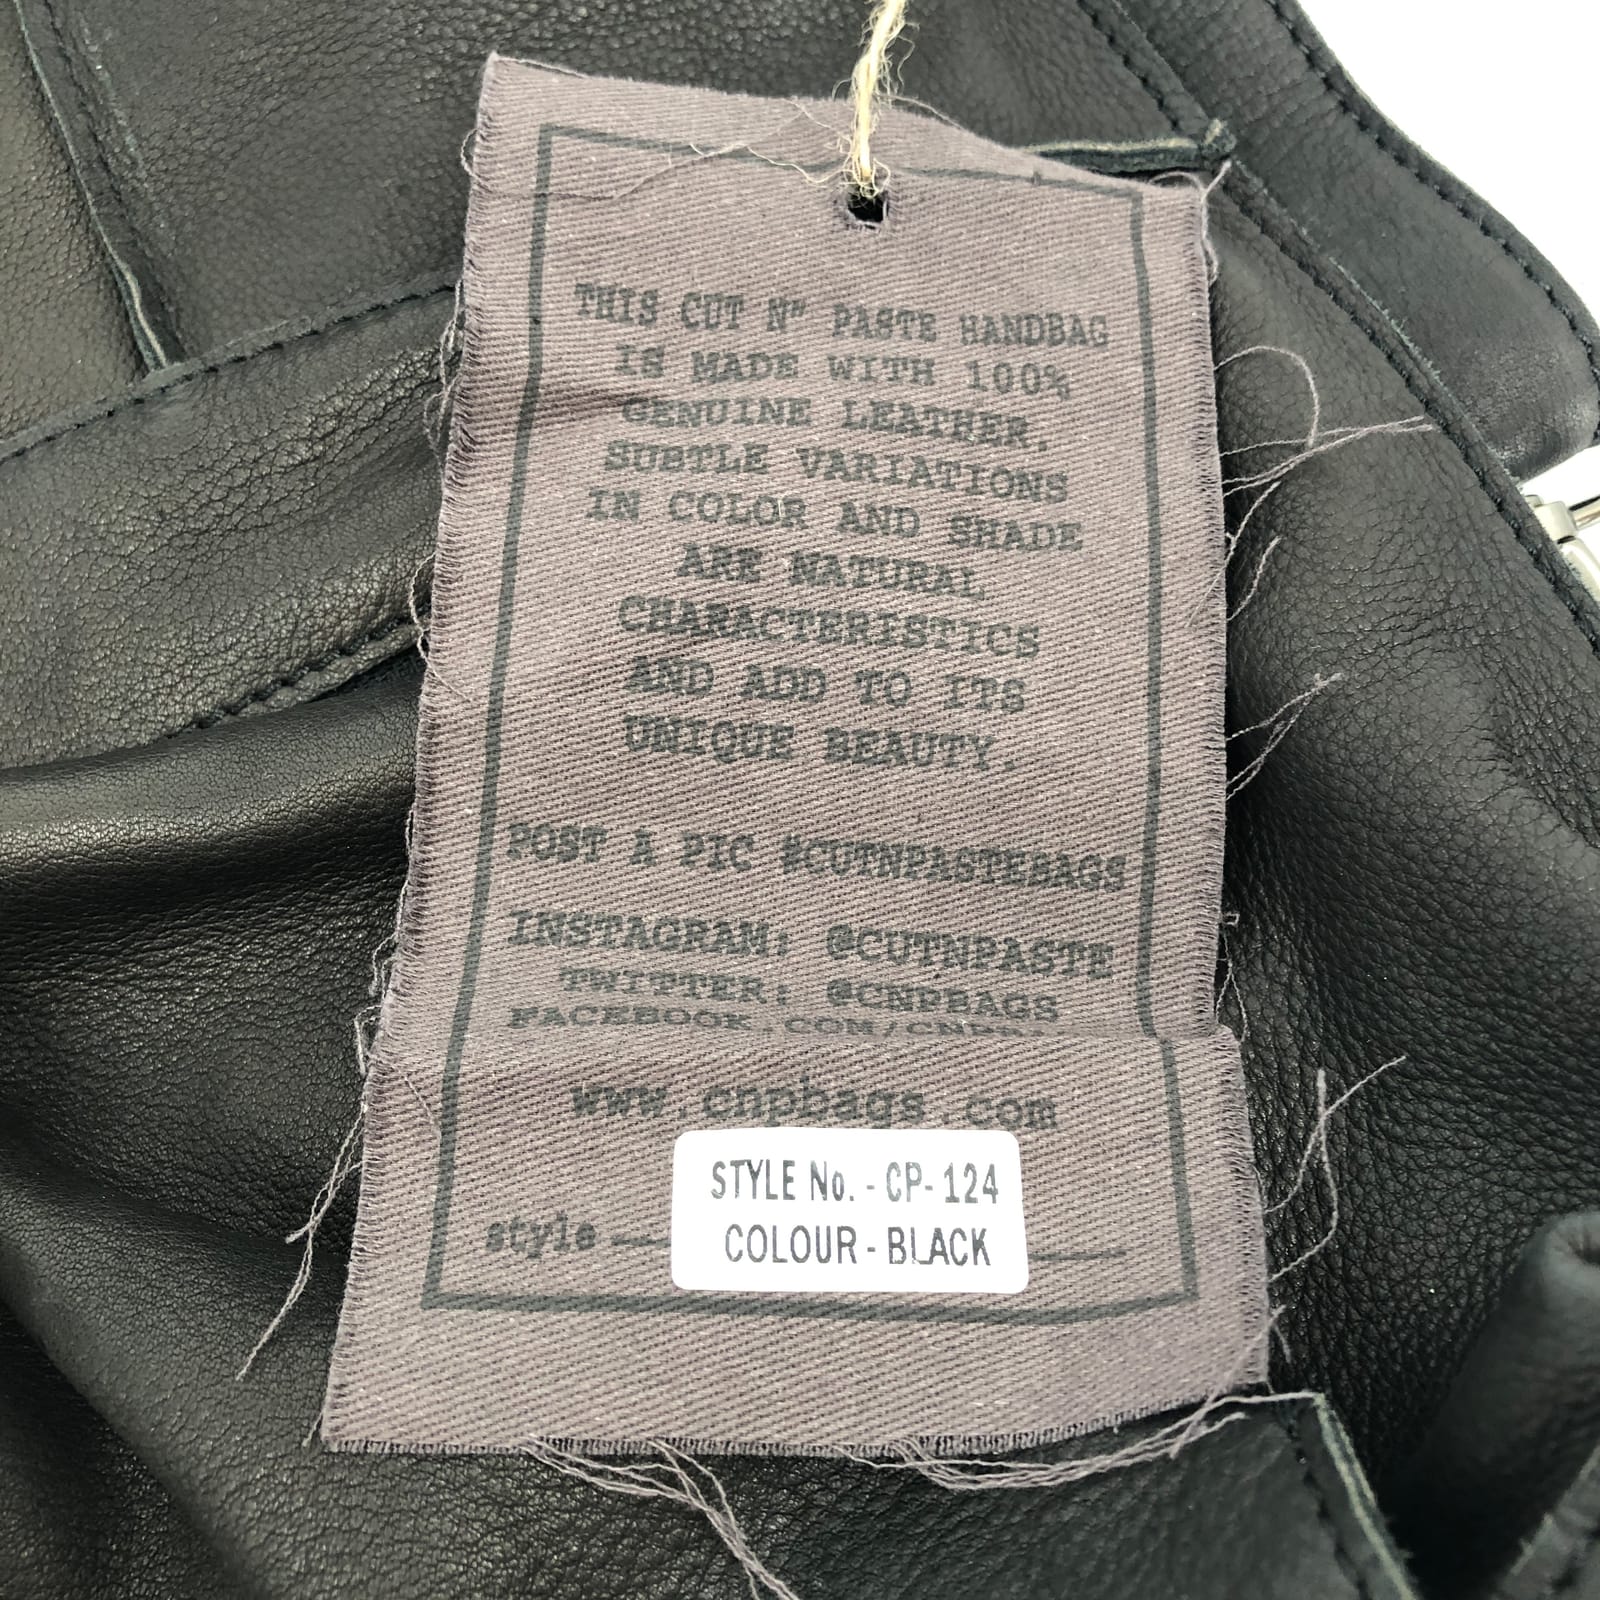 THIS CUT N" PASTE HANDBAG
IS MADE WITH 100%
GENUINE LEATHER.
SUBTLE VARIATIONS
IN COLOR AND SHADE
ARE NATURAL
CHARACTERISTICS
AND ADD TO ITS
UNIQUE BEAUTY.
POST A PIC #CUTNPASTEBAGS
INSTAGRAM: @CUTNPASTE
TWITTER: @CNPBAGS
www.cnpbags.com
STYLE No. - CP-124
style
COLOUR - BLACK